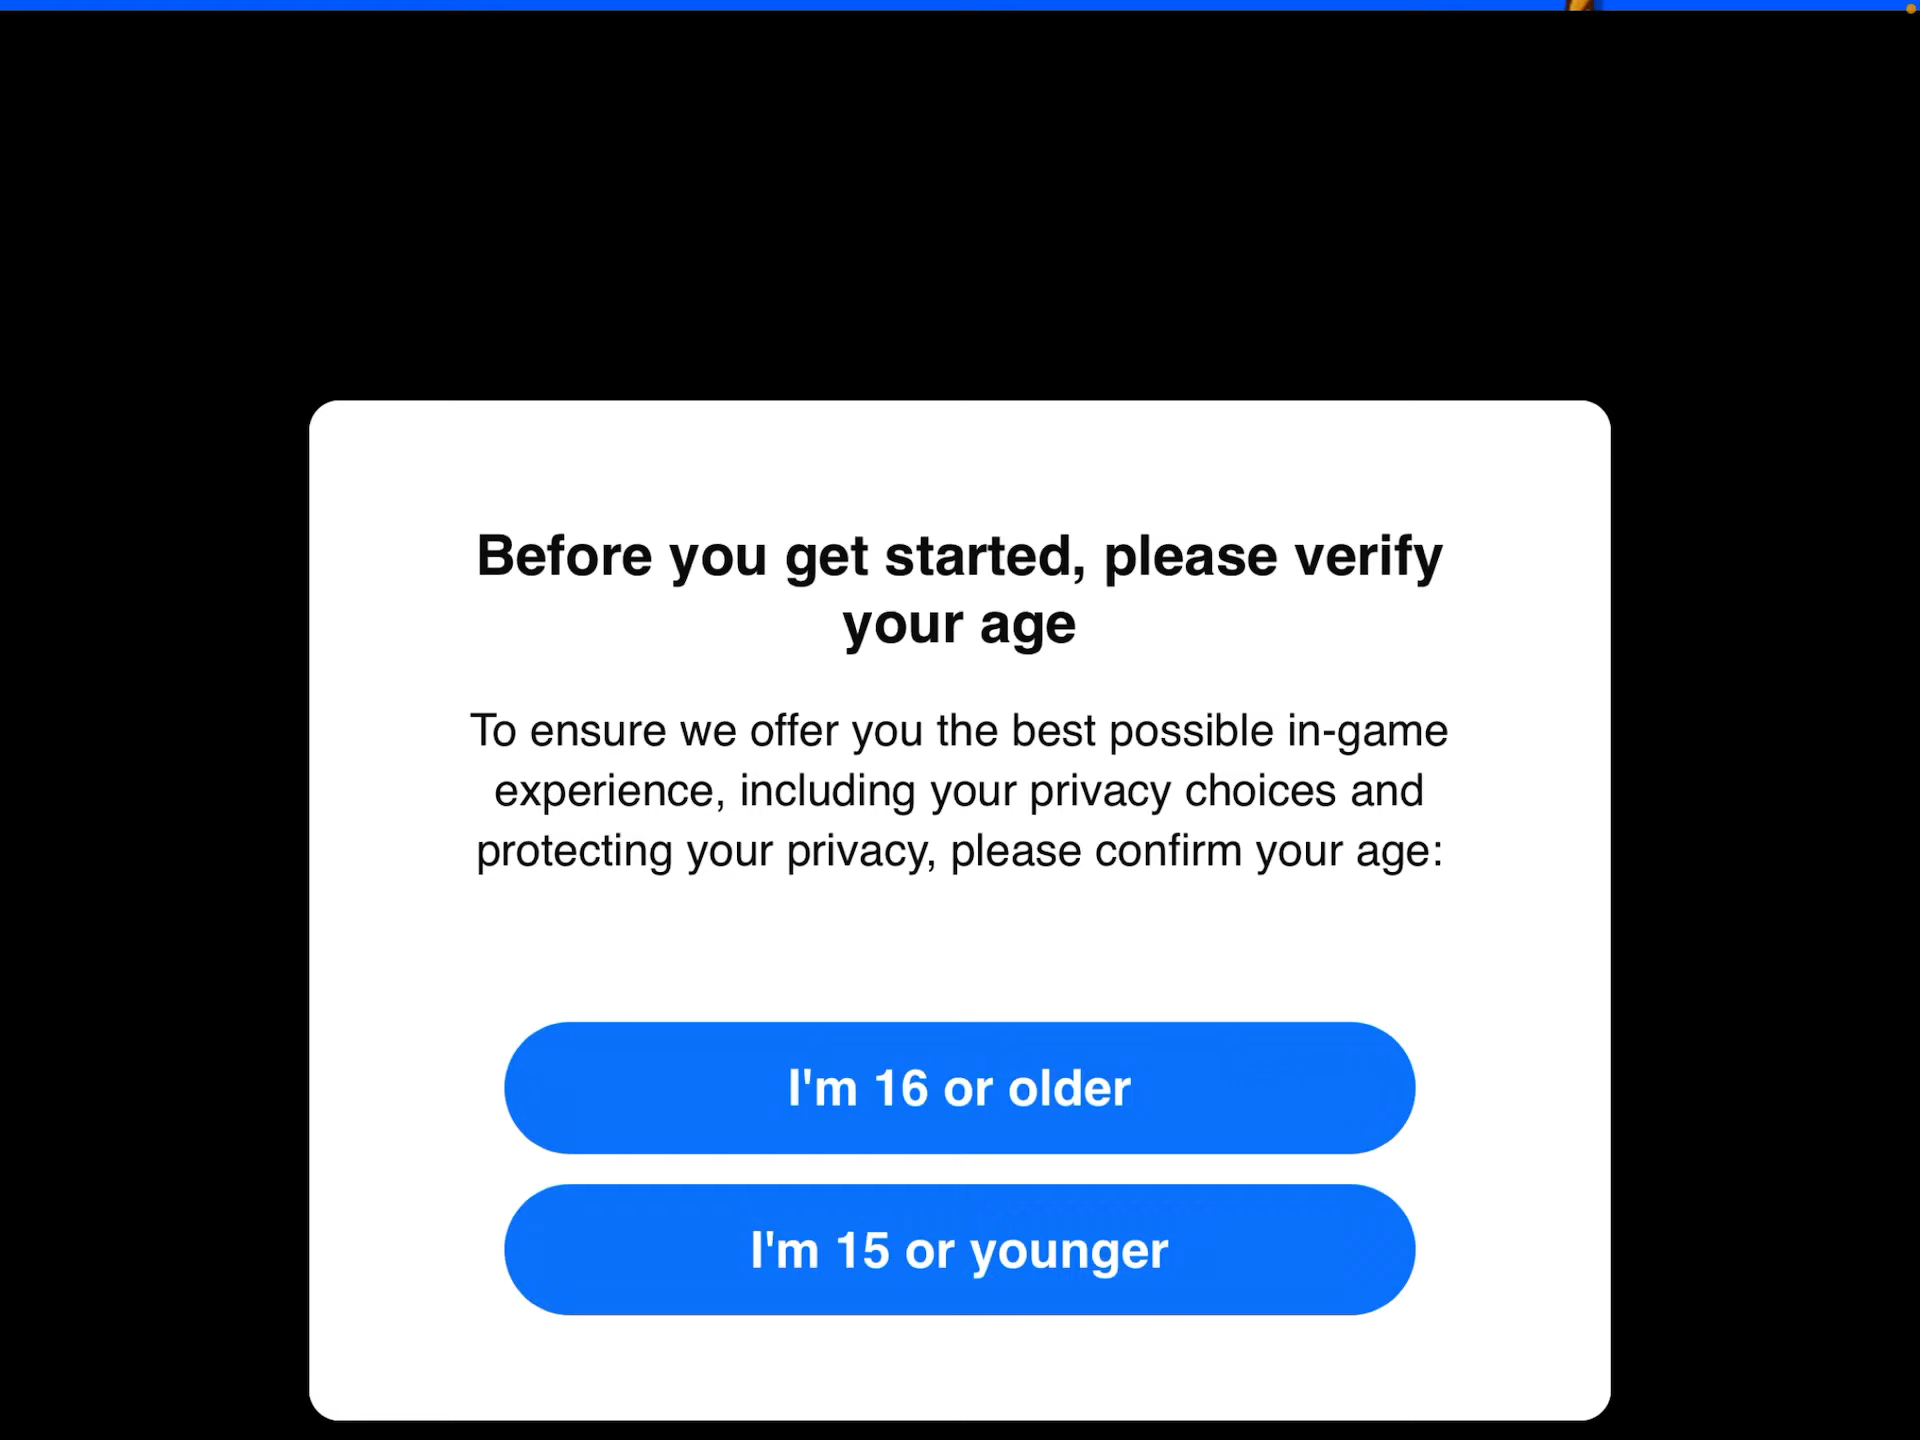 Before you get started, please verify
your age
To ensure we offer you the best possible in-game
experience, including your privacy choices and
protecting your privacy, please confirm your age:
I'm 16 or older
I'm 15 or younger